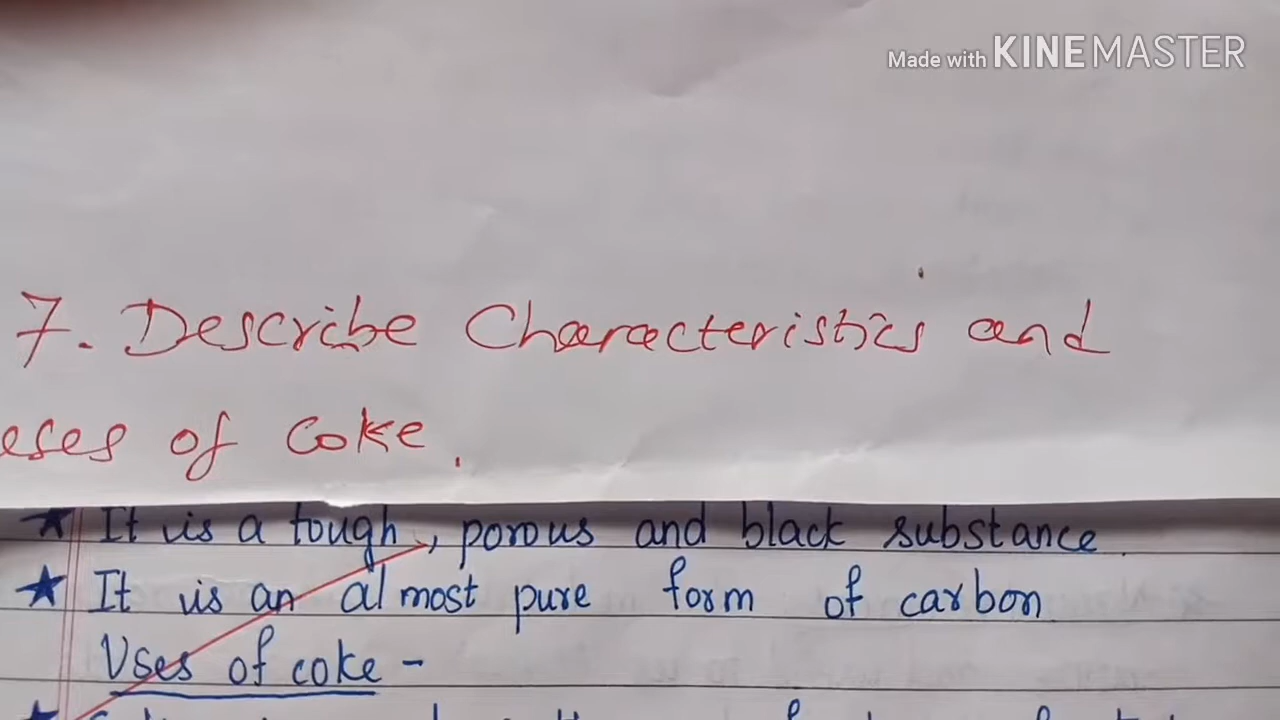 Made with KINEMASTER
7. Describe Characteristics and
uses of coke.
★ It is a tough, porous and black substance.
★ It is an almost pure form of carbon
Uses of coke -